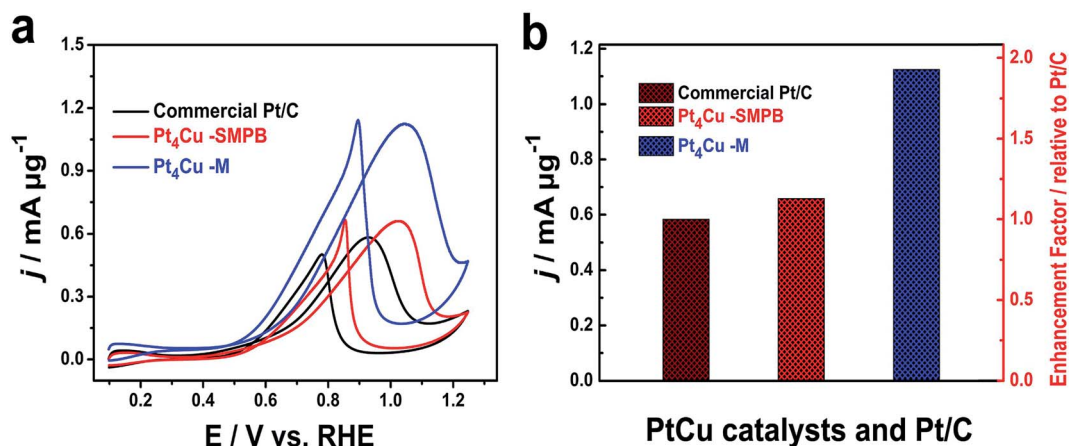 a
1.5
1.2
0.9
0.6
0.3
0.0
j / mA μg⁻¹
Commercial Pt/C
Pt₄Cu -SMPB
Pt₄Cu -M
0.2 0.4 0.6 0.8 1.0 1.2
E / V vs. RHE
b
1.2
1.0
0.8
0.6
0.4
0.2
0.0
j / mA μg⁻¹
Commercial Pt/C
Pt₄Cu -SMPB
Pt₄Cu -M
2.0
1.5
1.0
0.5
0.0
Enhancement Factor / relative to Pt/C
PtCu catalysts and Pt/C